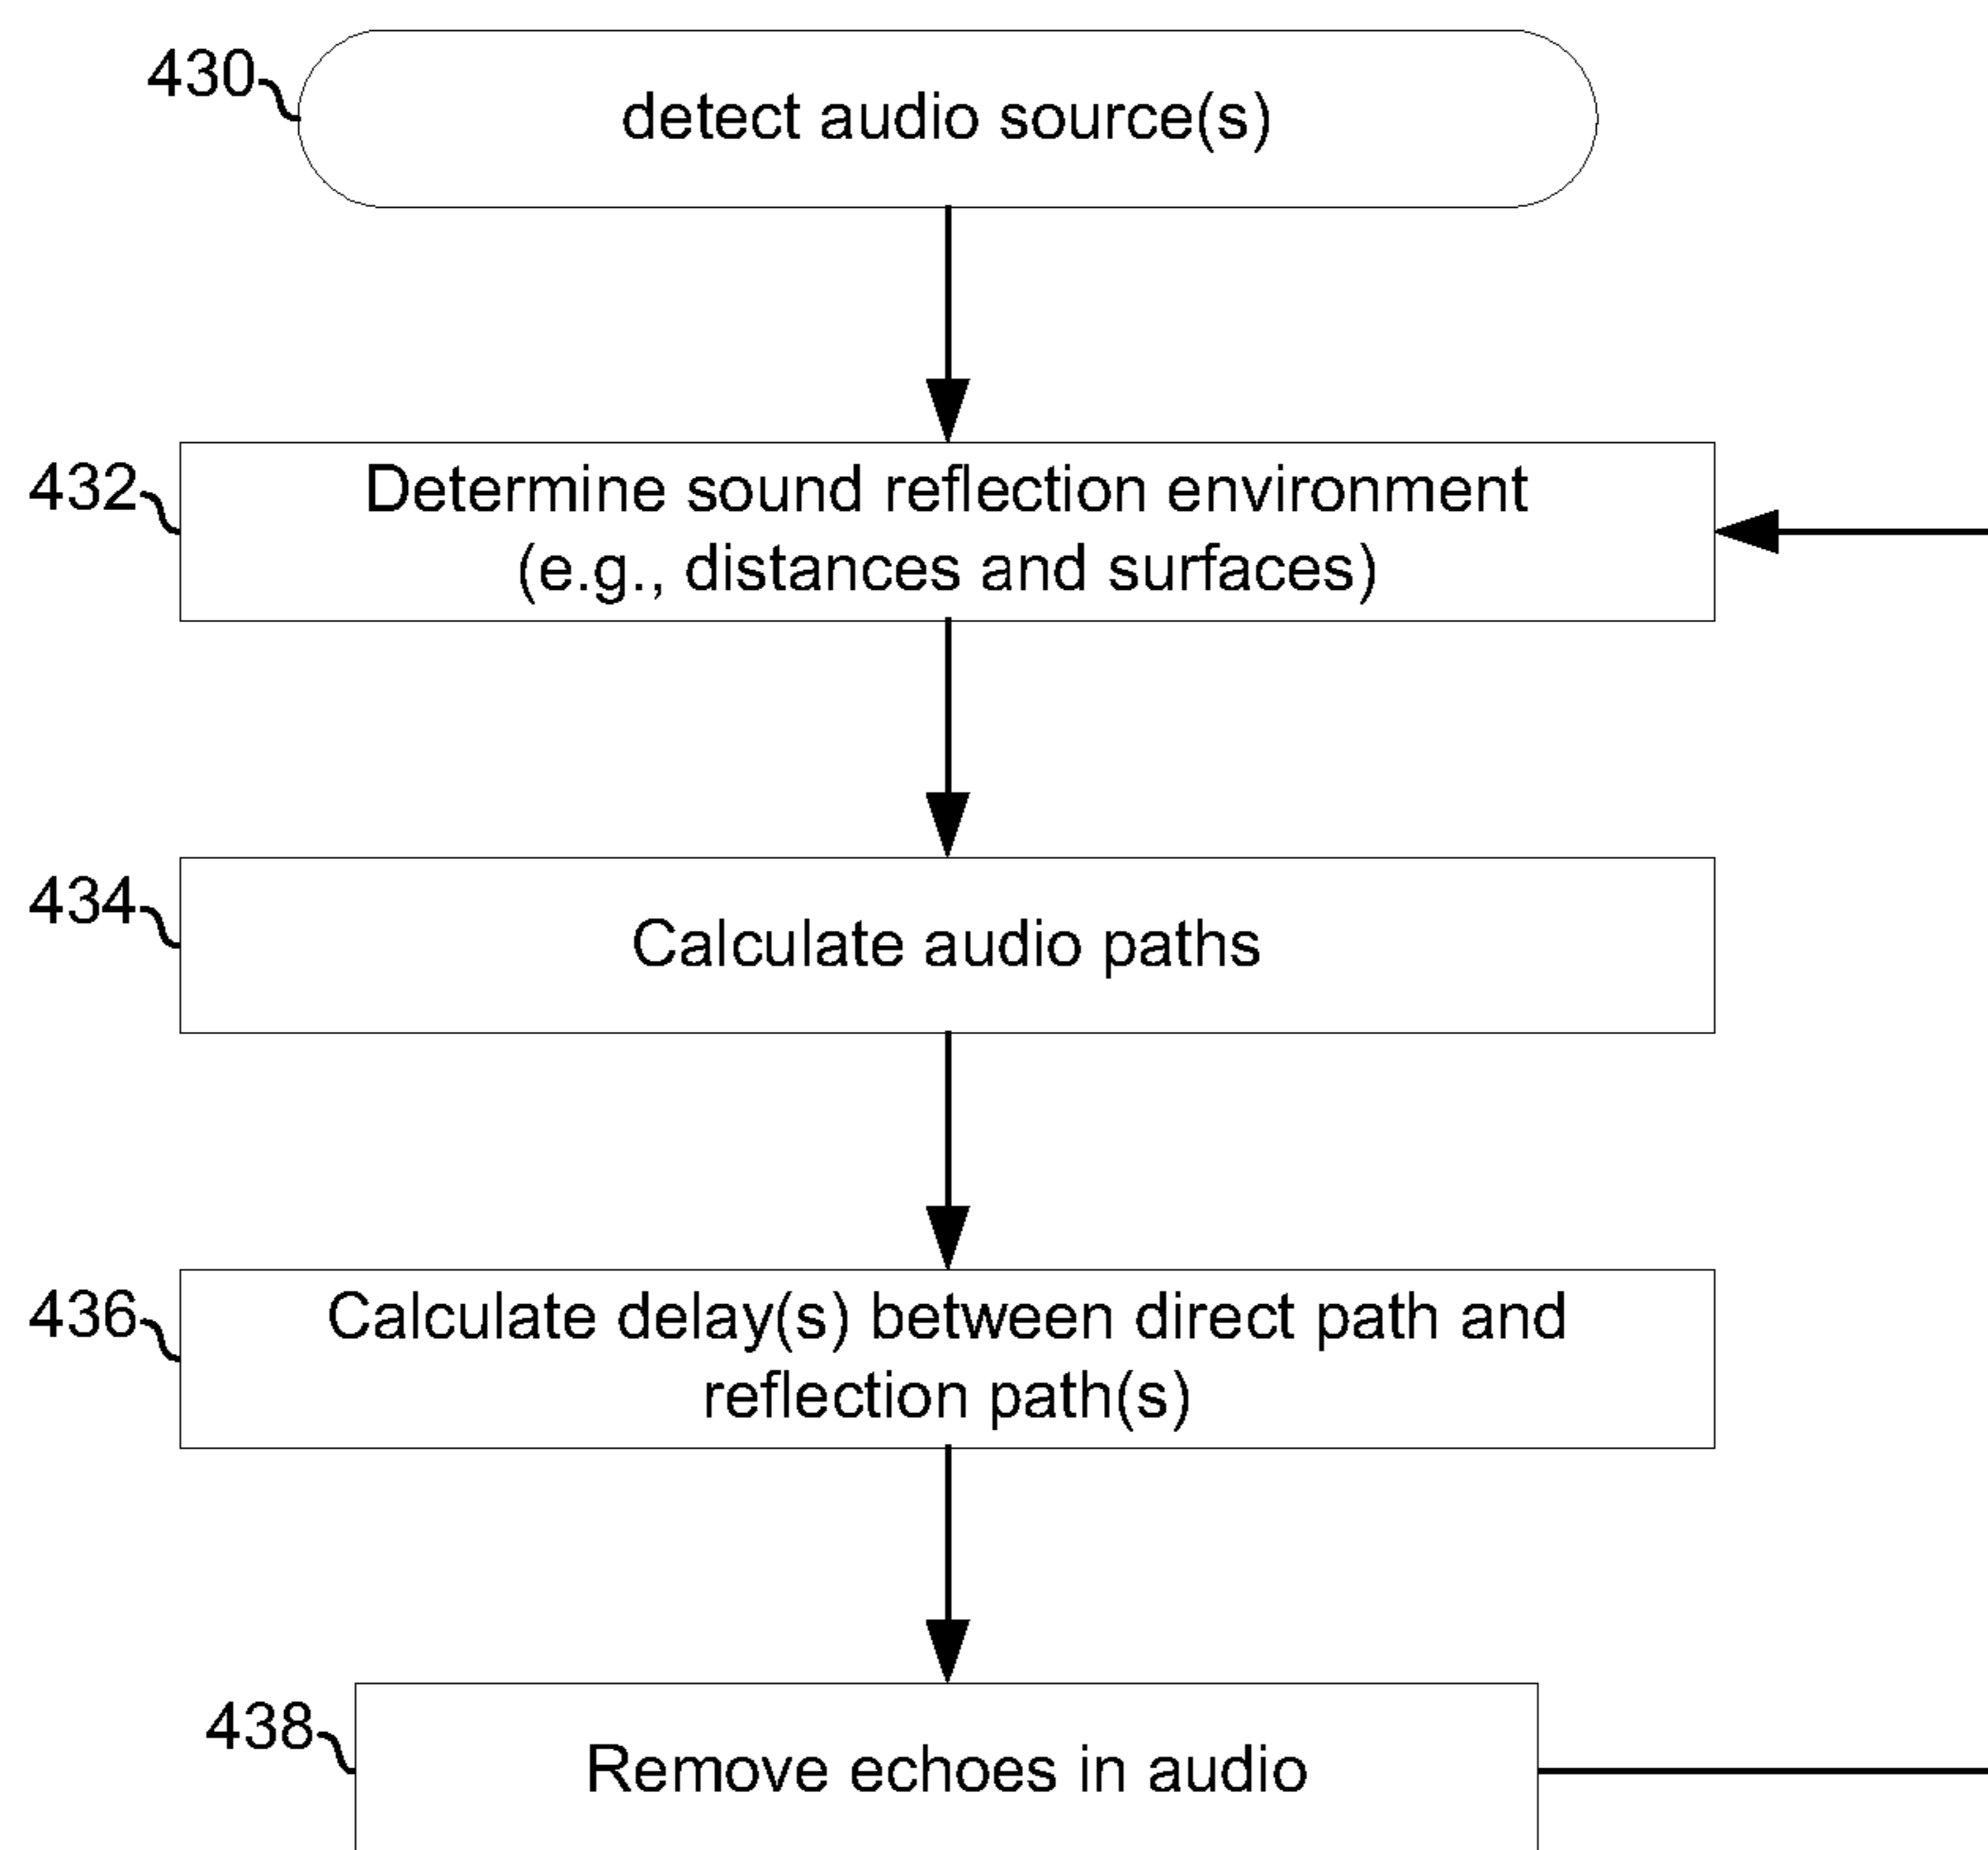 430
detect audio source(s)
432
Determine sound reflection environment
(e.g., distances and surfaces)
434
Calculate audio paths
436
Calculate delay(s) between direct path and
reflection path(s)
438
Remove echoes in audio